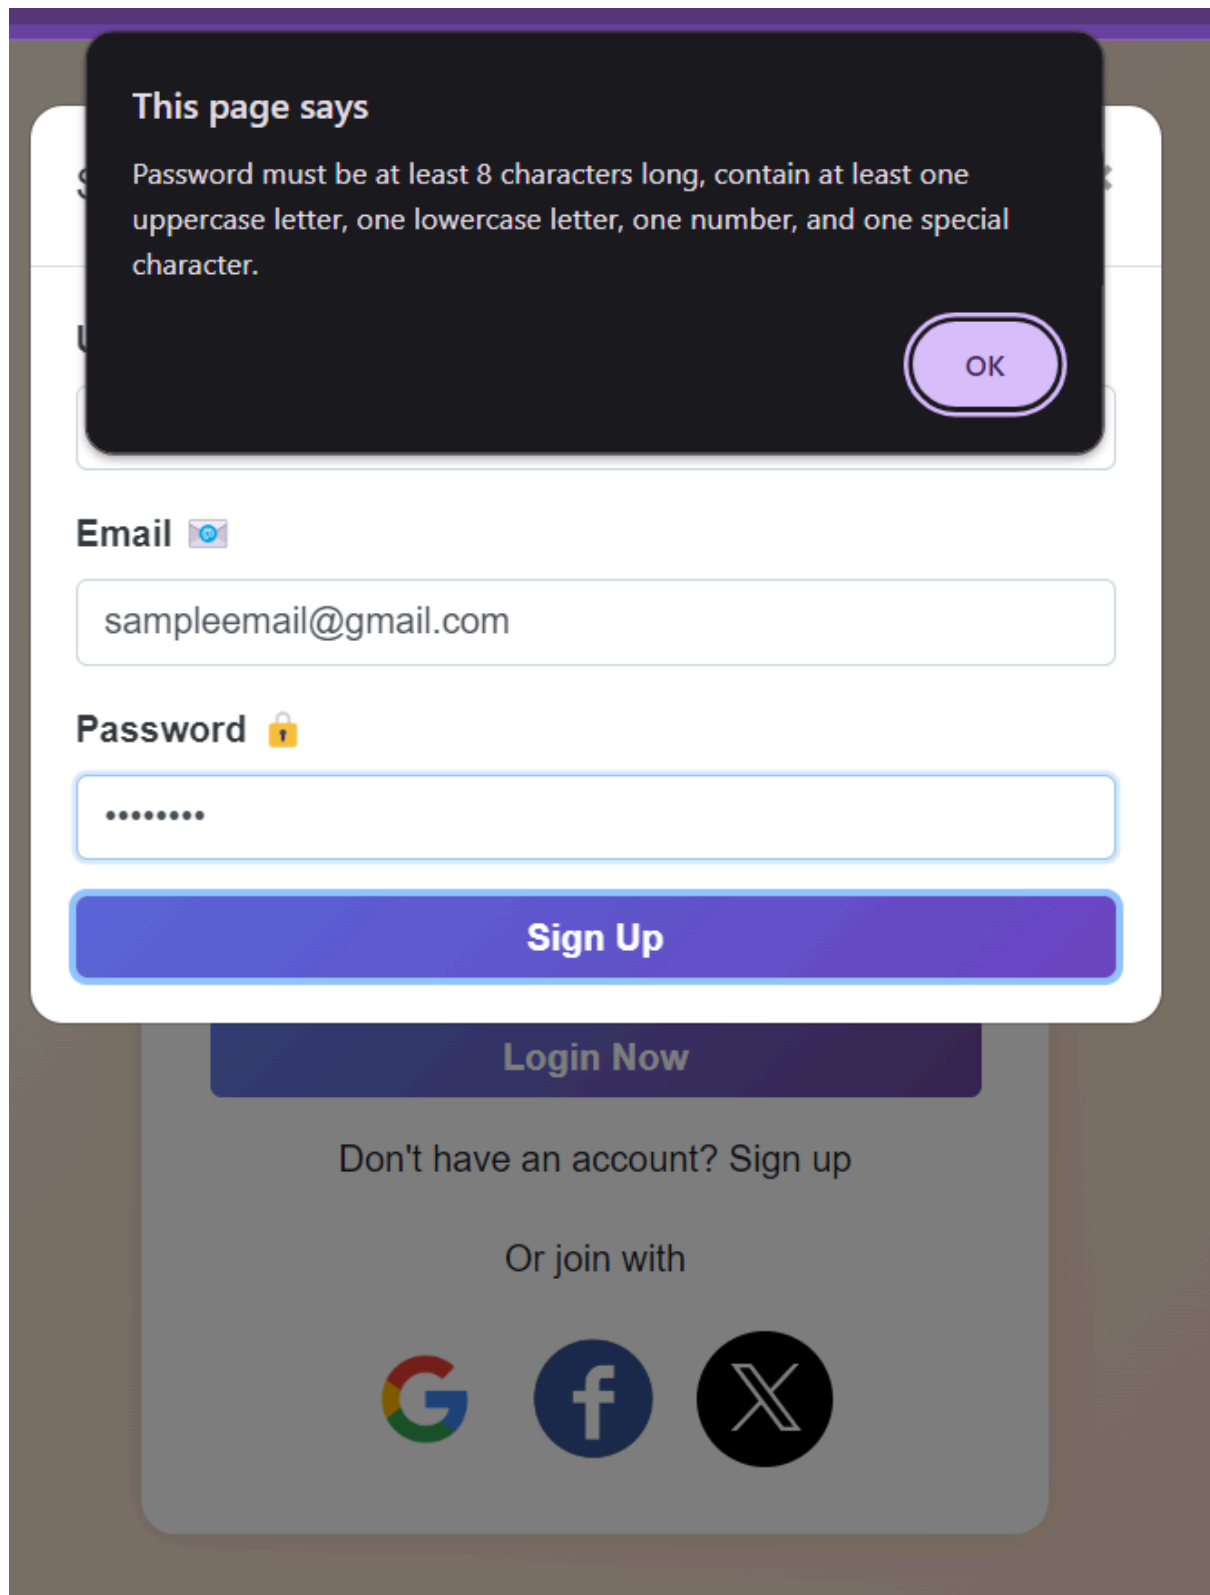 This page says
Password must be at least 8 characters long, contain at least one
uppercase letter, one lowercase letter, one number, and one special
character.
OK
Email
sampleemail@gmail.com
Password
••••••••
Sign Up
Login Now
Don't have an account? Sign up
Or join with